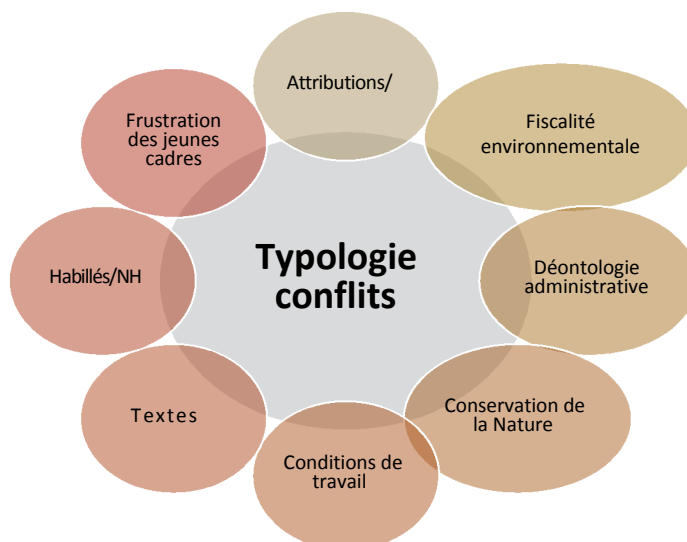 Attributions/
Fiscalité
environnementale
Déontologie
administrative
Conservation de
la Nature
Conditions de
travail
Textes
Habillés/NH
Frustration
des jeunes
cadres
Typologie
conflits